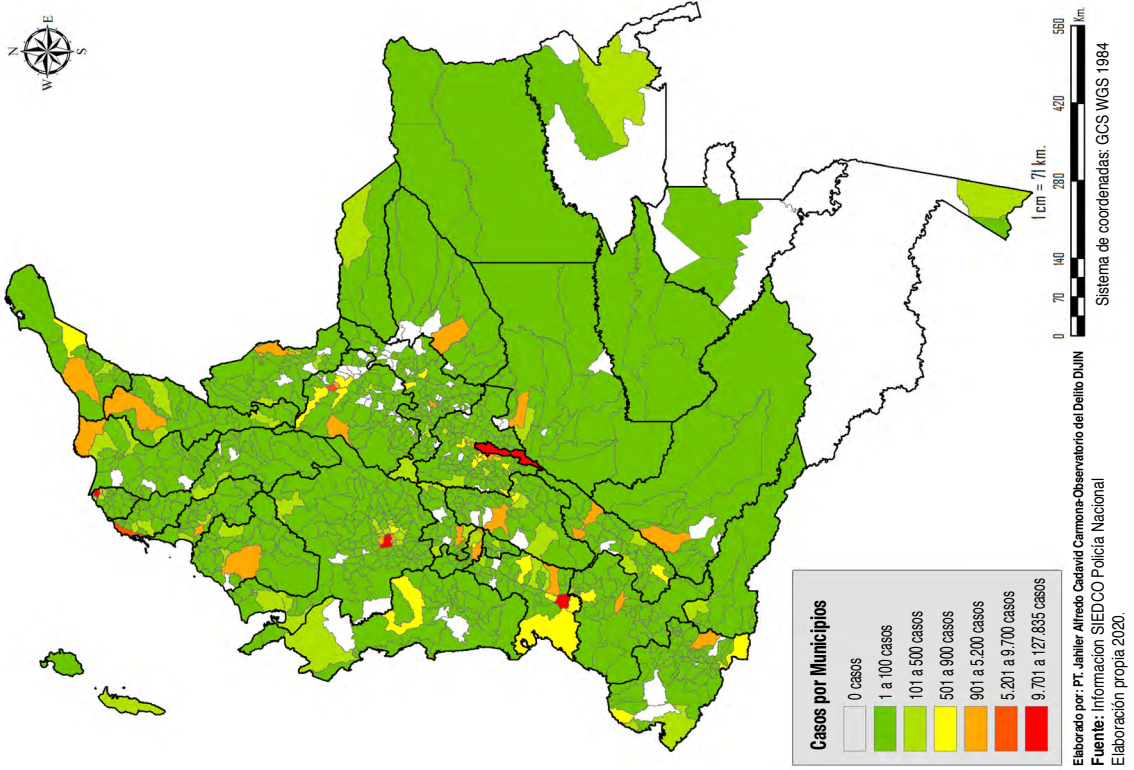 N
W
E
S
Casos por Municipios
0 casos
1 a 100 casos
101 a 500 casos
501 a 900 casos
901 a 5.200 casos
5.201 a 9.700 casos
9.701 a 127.835 casos
1 cm = 71 km.
0 70 140 280 420 560
Km.
Sistema de coordenadas: GCS WGS 1984
Elaborado por: PT. Jahiler Alfredo Cadavid Carmona-Observatorio del Delito DIJIN
Fuente: Informacion SIEDCO Policía Nacional
Elaboración propia 2020.